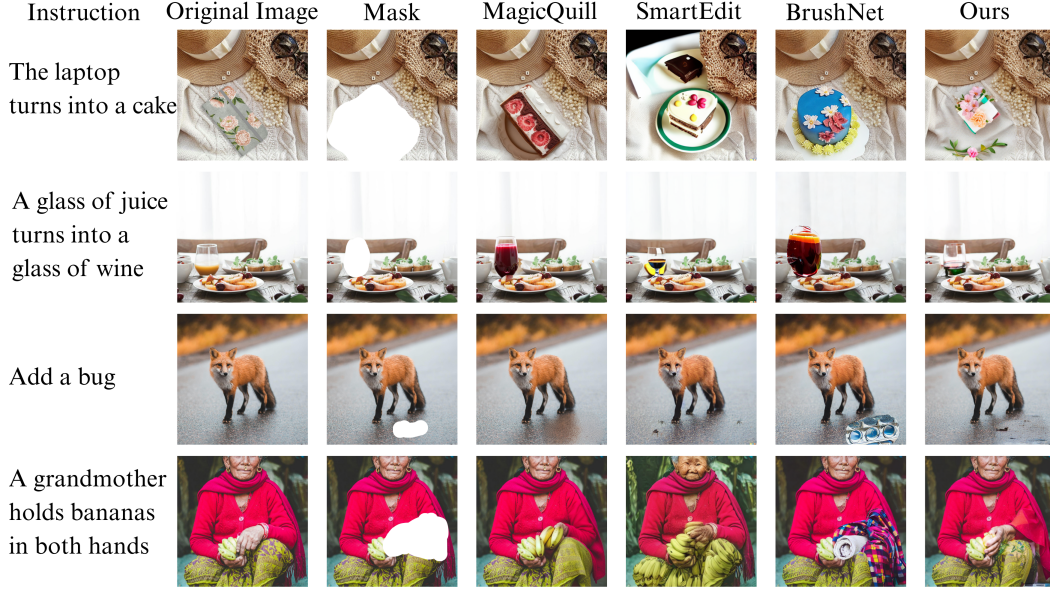 Instruction Original Image Mask MagicQuill SmartEdit BrushNet Ours
The laptop
turns into a cake
A glass of juice
turns into a
glass of wine
Add a bug
A grandmother
holds bananas
in both hands